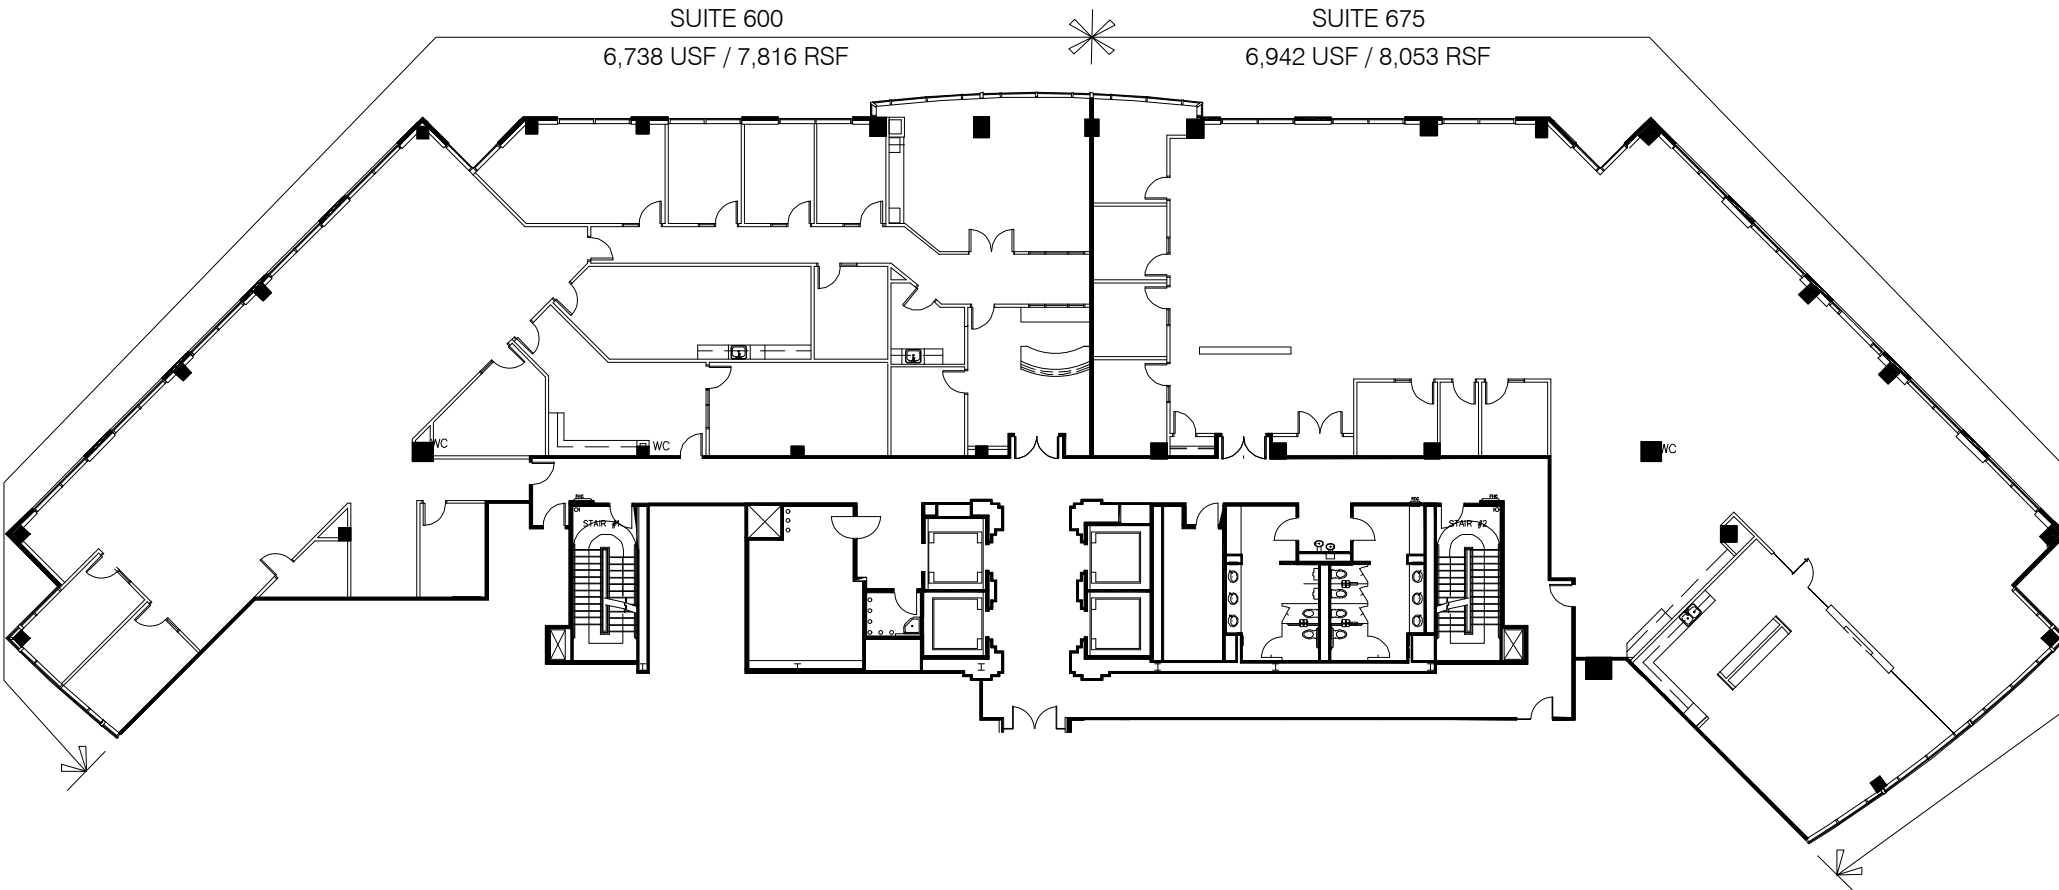 SUITE 600
6,738 USF / 7,816 RSF
SUITE 675
6,942 USF / 8,053 RSF
WC
WC
WC
STAIR #1
STAIR #2